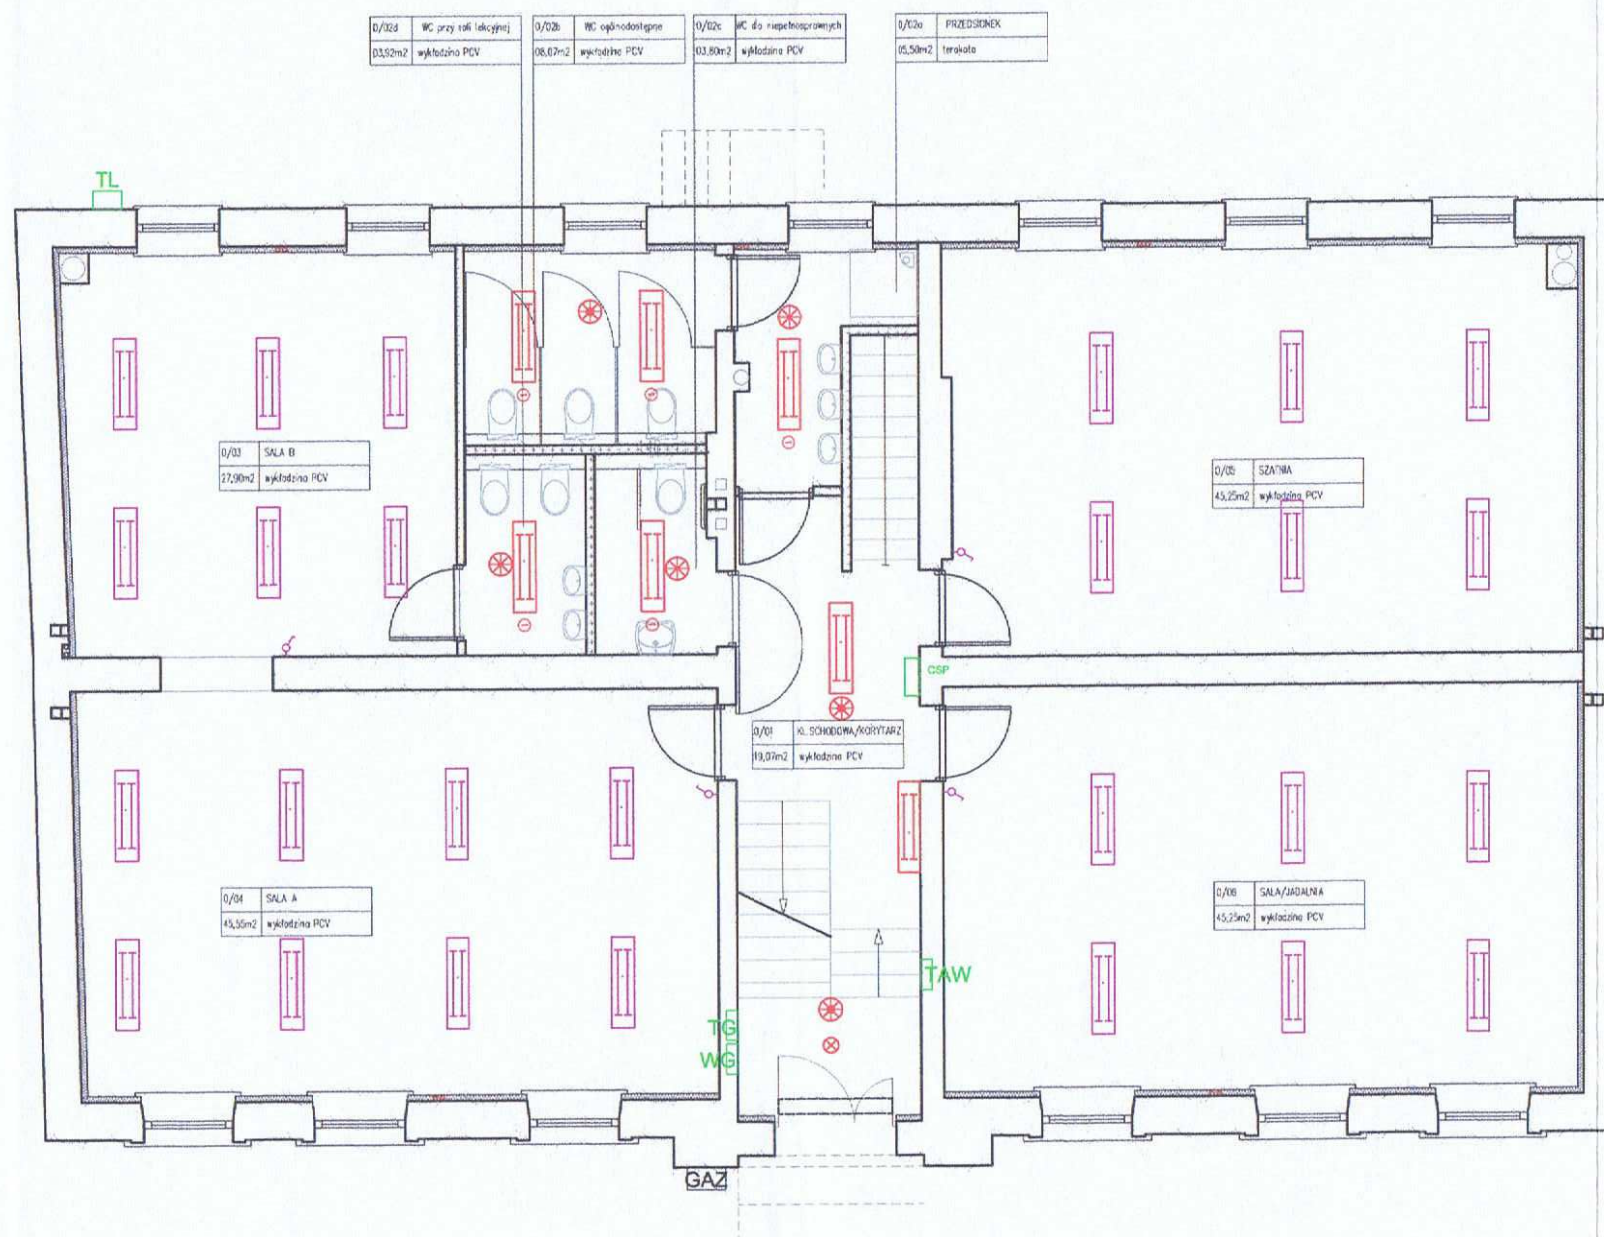 0/02d WC przy sali lekcyjnej
03,92m2 wykładzina PCV
0/02b WC ogólnodostępne
08,07m2 wykładzina PCV
0/02c WC do niepełnosprawnych
03,80m2 wykładzina PCV
0/02a PRZEDSIONEK
05,50m2 terakota
TL
0/03 SALA B
27,90m2 wykładzina PCV
0/05 SZATNIA
45,25m2 wykładzina PCV
CSP
0/01 KL.SCHODOWA/KORYTARZ
19,07m2 wykładzina PCV
0/04 SALA A
45,55m2 wykładzina PCV
0/06 SALA/JADALNIA
45,25m2 wykładzina PCV
TAW
TG
WG
GAZ